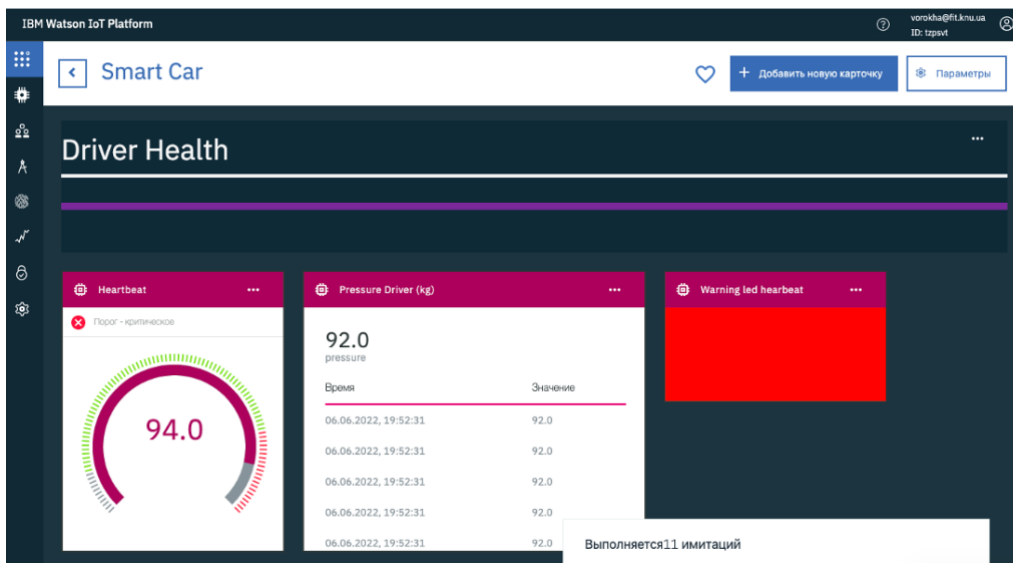 IBM Watson IoT Platform
vorokha@fit.knu.ua
ID: tzpsvt
Smart Car
+ Добавить новую карточку
Параметры
Driver Health
Heartbeat
Порог - критическое
94.0
Pressure Driver (kg)
92.0
pressure
Время Значение
06.06.2022, 19:52:31 92.0
06.06.2022, 19:52:31 92.0
06.06.2022, 19:52:31 92.0
06.06.2022, 19:52:31 92.0
06.06.2022, 19:52:31 92.0
Warning led hearbeat
Выполняется11 имитаций